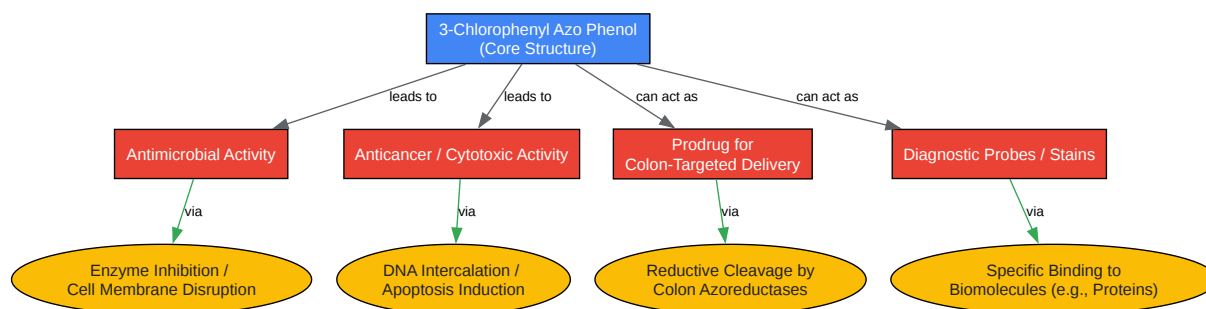 3-Chlorophenyl Azo Phenol
(Core Structure)
leads to
leads to
can act as
can act as
Antimicrobial Activity
Anticancer / Cytotoxic Activity
Prodrug for
Colon-Targeted Delivery
Diagnostic Probes / Stains
via
via
via
via
Enzyme Inhibition /
Cell Membrane Disruption
DNA Intercalation /
Apoptosis Induction
Reductive Cleavage by
Colon Azoreductases
Specific Binding to
Biomolecules (e.g., Proteins)